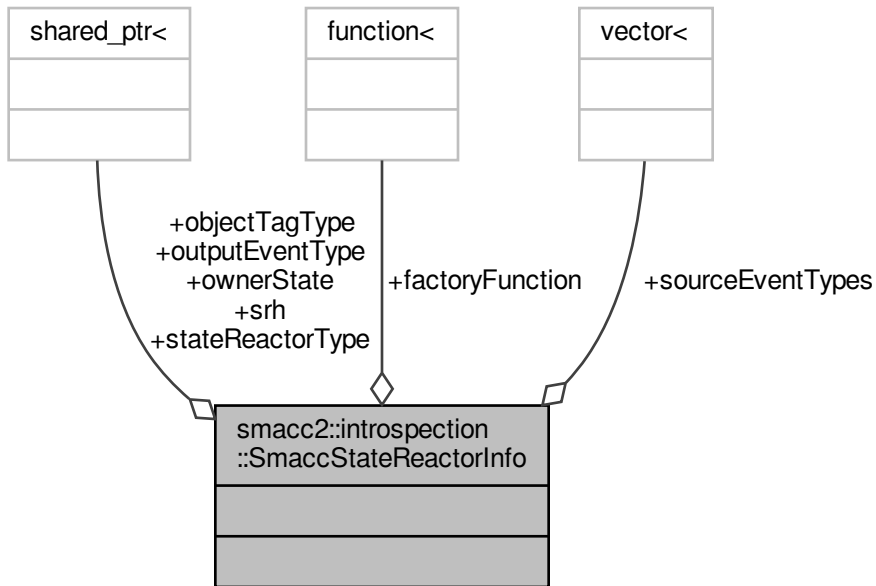 shared_ptr<
function<
vector<
+objectTagType
+outputEventType
+ownerState
+srh
+stateReactorType
+factoryFunction
+sourceEventTypes
smacc2::introspection
::SmaccStateReactorInfo